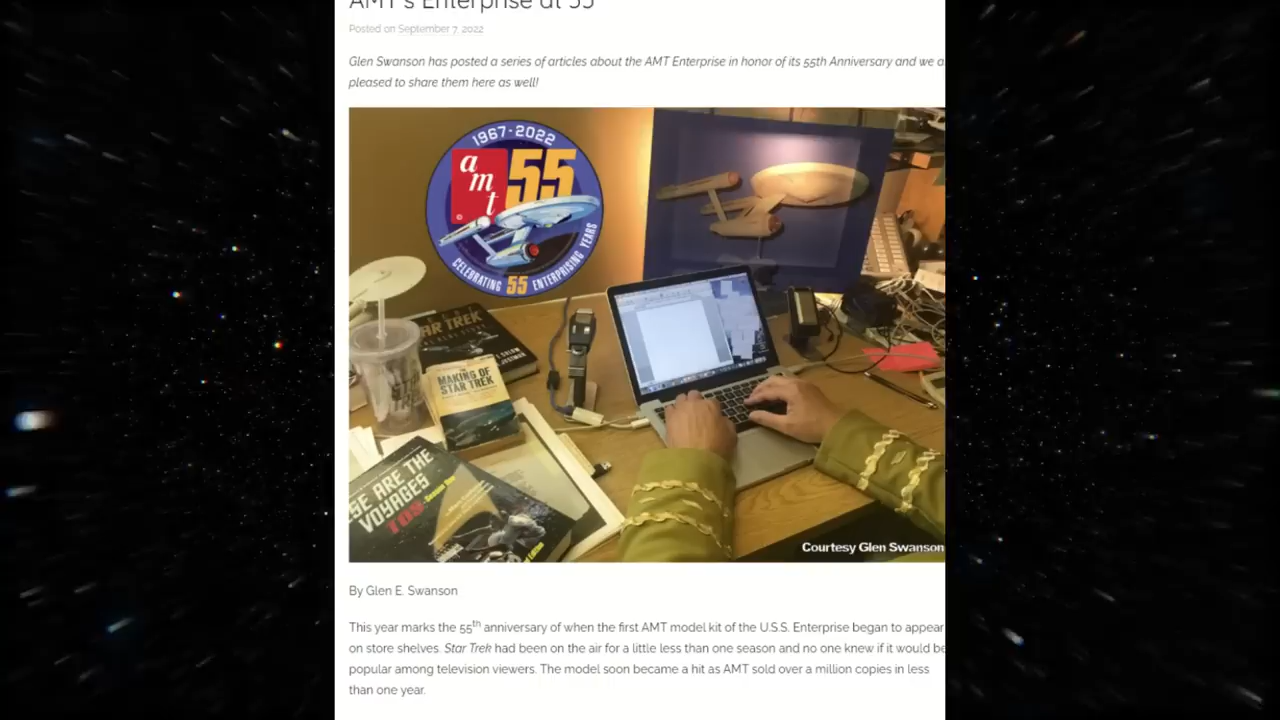 AMT's Enterprise at 55
Posted on September 7, 2022
Glen Swanson has posted a series of articles about the AMT Enterprise in honor of its 55th Anniversary and we a
pleased to share them here as well!
1967-2022
amt
55
CELEBRATING 55 ENTERPRISING YEARS
STAR TREK
THE
MAKING OF
STAR TREK
SE ARE THE
VOYAGES
TOS
Courtesy Glen Swanson
By Glen E. Swanson
This year marks the 55th anniversary of when the first AMT model kit of the U.S.S. Enterprise began to appear
on store shelves. Star Trek had been on the air for a little less than one season and no one knew if it would be
popular among television viewers. The model soon became a hit as AMT sold over a million copies in less
than one year.